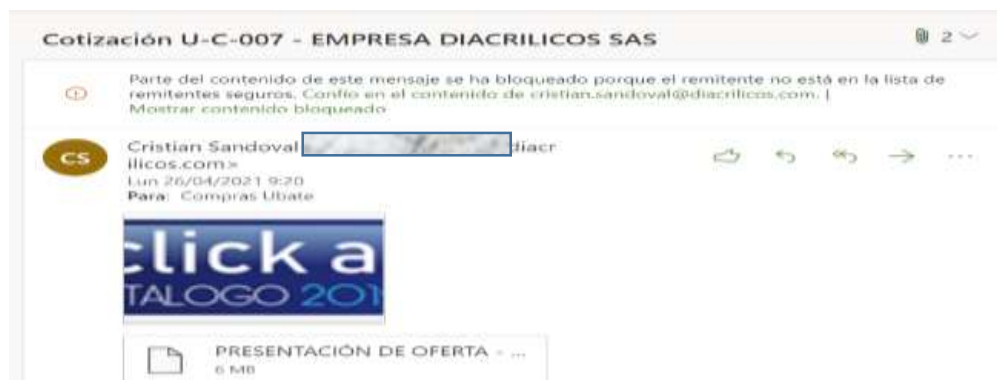 Cotización U-C-007 - EMPRESA DIACRILICOS SAS
2
Parte del contenido de este mensaje se ha bloqueado porque el remitente no está en la lista de
remitentes seguros. Confío en el contenido de cristian.sandoval@diacrilicos.com. |
Mostrar contenido bloqueado
CS
Cristian Sandoval diacr
ilicos.com>
Lun 26/04/2021 9:20
Para: Compras Ubate
click a
TALOGO 201
PRESENTACIÓN DE OFERTA - ...
6 MB